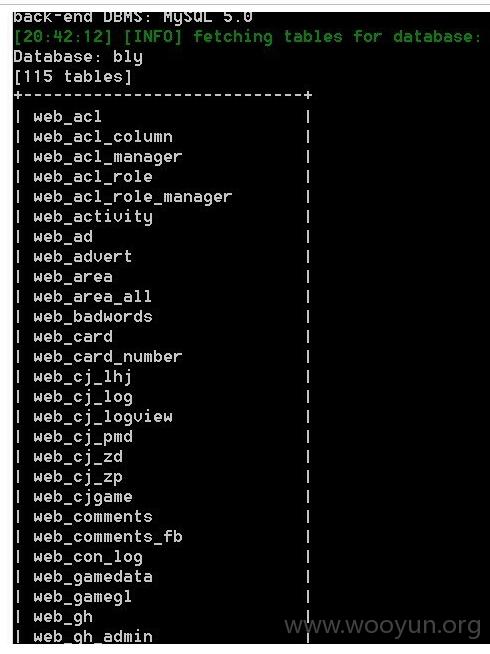 back-end DBMS: MySQL 5.0
[20:42:12] [INFO] fetching tables for database:
Database: bly
[115 tables]
+----------------------------+
| web_acl |
| web_acl_column |
| web_acl_manager |
| web_acl_role |
| web_acl_role_manager |
| web_activity |
| web_ad |
| web_advert |
| web_area |
| web_area_all |
| web_badwords |
| web_card |
| web_card_number |
| web_cj_lhj |
| web_cj_log |
| web_cj_logview |
| web_cj_pmd |
| web_cj_zd |
| web_cj_zp |
| web_cjgame |
| web_comments |
| web_comments_fb |
| web_con_log |
| web_gamedata |
| web_gamegl |
| web_gh |
| web_gh_admin |
www.wooyun.org